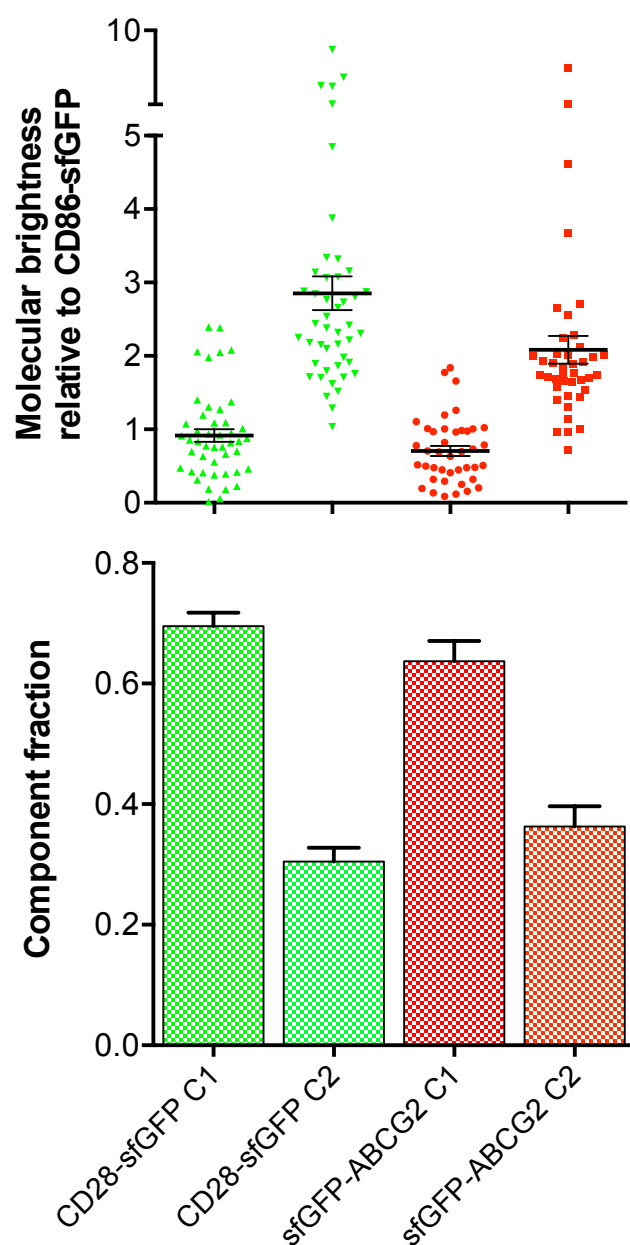 Molecular brightness
relative to CD86-sfGFP
10
5
4
3
2
1
0
Component fraction
0.8
0.6
0.4
0.2
0.0
CD28-sfGFP C1
CD28-sfGFP C2
sfGFP-ABCG2 C1
sfGFP-ABCG2 C2